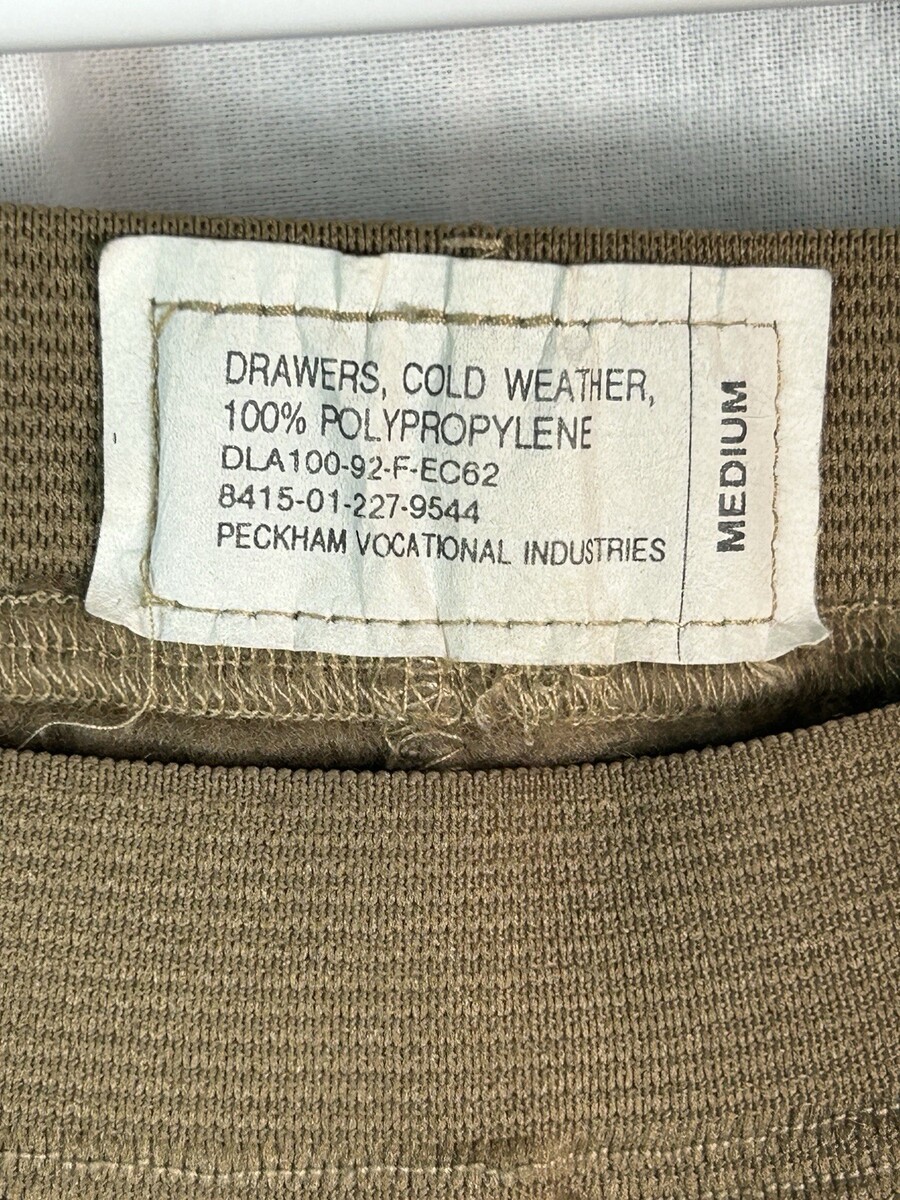 DRAWERS, COLD WEATHER,
100% POLYPROPYLENE
DLA100-92-F-EC62
8415-01-227-9544
PECKHAM VOCATIONAL INDUSTRIES
MEDIUM